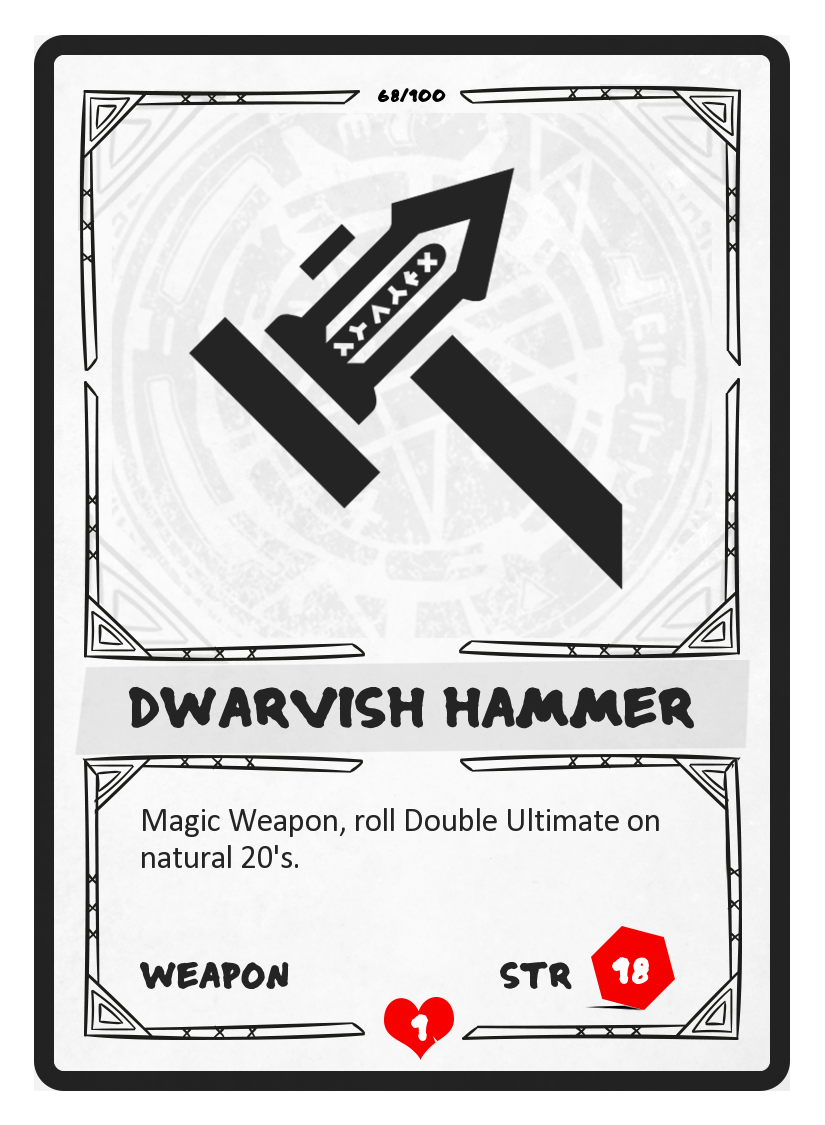 68/100
DWARVISH HAMMER
Magic Weapon, roll Double Ultimate on
natural 20's.
WEAPON
STR 18
1